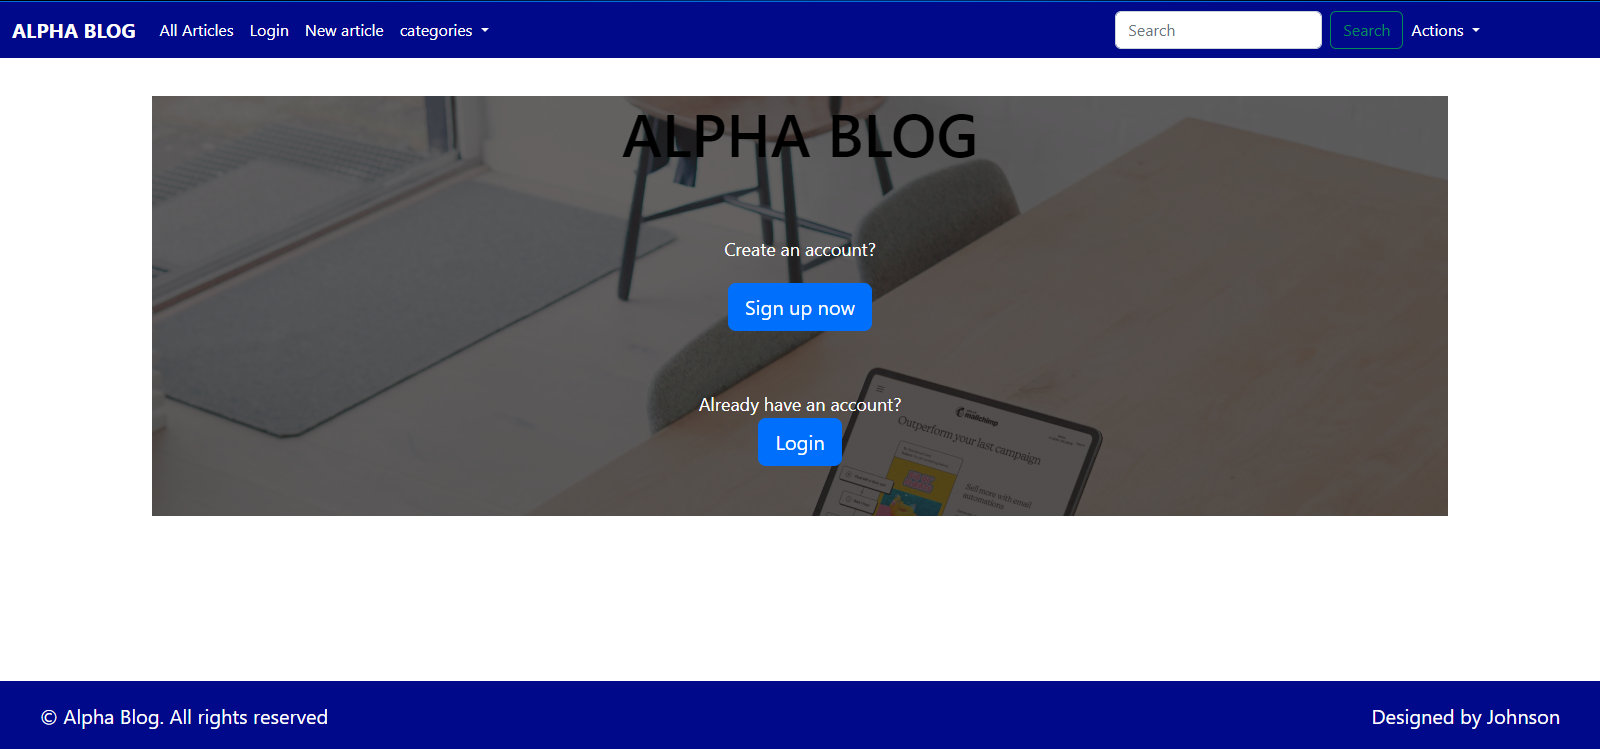 ALPHA BLOG All Articles Login New article categories Search Search Actions
ALPHA BLOG
Create an account?
Sign up now
Already have an account?
Login
mailchimp
Outperform your last campaign
Sell more with email
automations
© Alpha Blog. All rights reserved Designed by Johnson